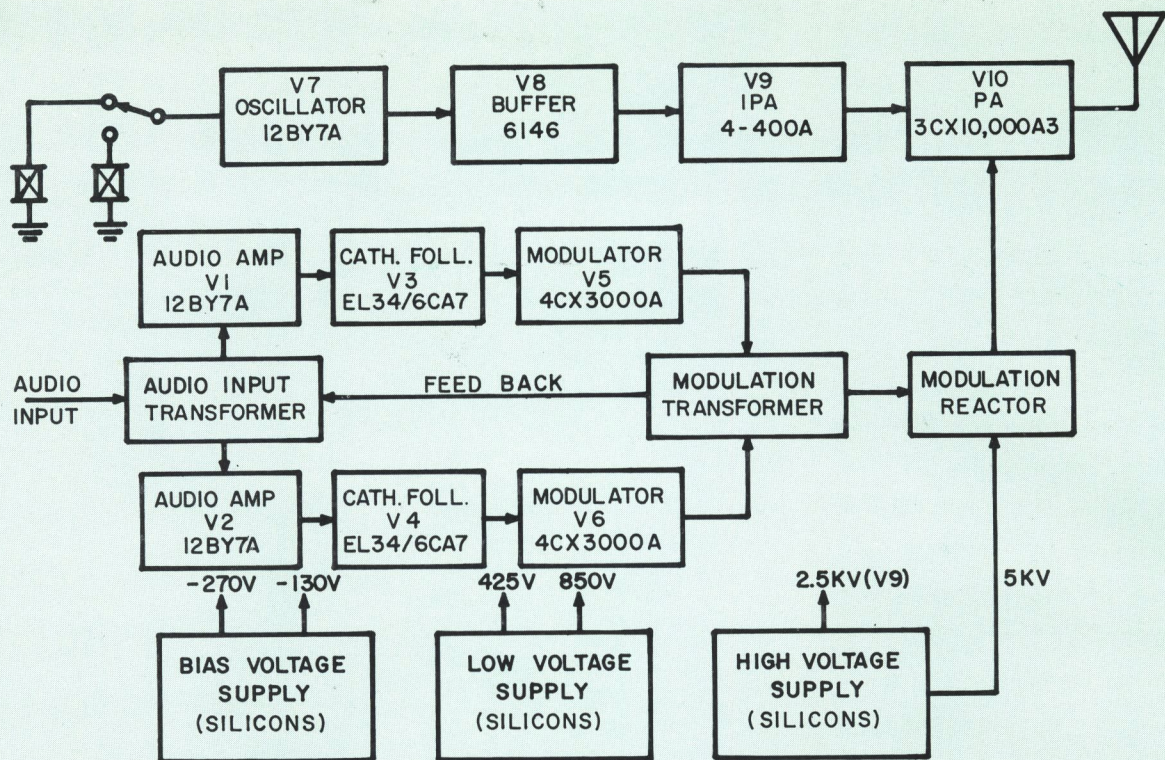 V7
OSCILLATOR
12BY7A
V8
BUFFER
6146
V9
IPA
4-400A
V10
PA
3CX10,000A3
AUDIO AMP
V1
12BY7A
CATH. FOLL.
V3
EL34/6CA7
MODULATOR
V5
4CX3000A
AUDIO
INPUT
AUDIO INPUT
TRANSFORMER
FEED BACK
MODULATION
TRANSFORMER
MODULATION
REACTOR
AUDIO AMP
V2
12BY7A
CATH. FOLL.
V4
EL34/6CA7
MODULATOR
V6
4CX3000A
-270V -130V
425V 850V
2.5KV(V9)
5KV
BIAS VOLTAGE
SUPPLY
(SILICONS)
LOW VOLTAGE
SUPPLY
(SILICONS)
HIGH VOLTAGE
SUPPLY
(SILICONS)